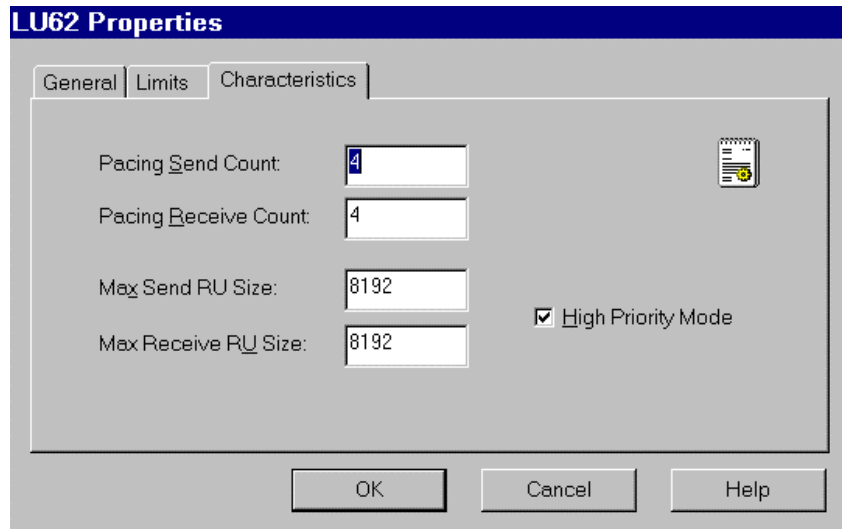 LU62 Properties
General Limits Characteristics
Pacing Send Count: 4
Pacing Receive Count: 4
Max Send RU Size: 8192
High Priority Mode
Max Receive RU Size: 8192
OK Cancel Help